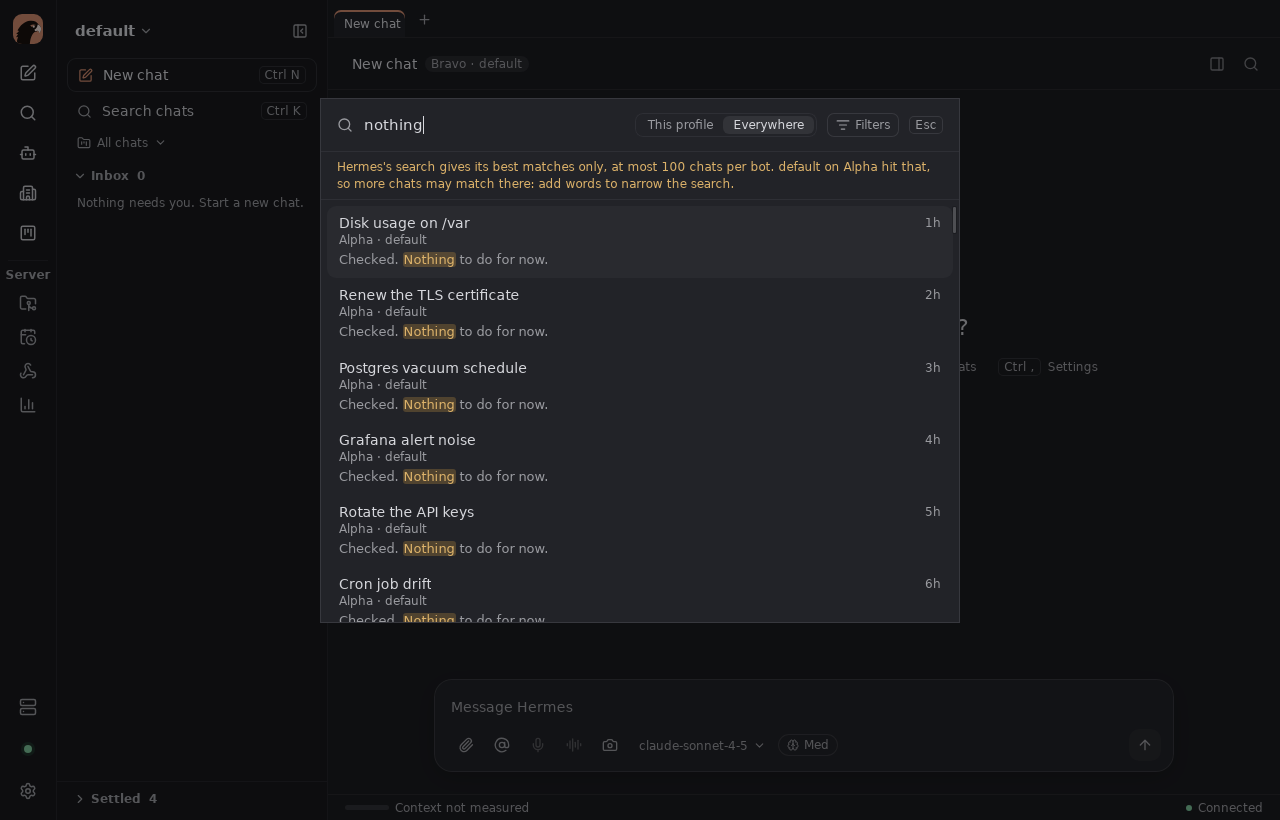 default
New chat
New chat Ctrl N
Search chats Ctrl K
All chats
Inbox 0
Nothing needs you. Start a new chat.
Server
New chat Bravo · default
nothing
This profile Everywhere Filters Esc
Hermes's search gives its best matches only, at most 100 chats per bot. default on Alpha hit that,
so more chats may match there: add words to narrow the search.
Disk usage on /var 1h
Alpha · default
Checked. Nothing to do for now.
Renew the TLS certificate 2h
Alpha · default
Checked. Nothing to do for now.
Postgres vacuum schedule 3h
Alpha · default
Checked. Nothing to do for now.
Grafana alert noise 4h
Alpha · default
Checked. Nothing to do for now.
Rotate the API keys 5h
Alpha · default
Checked. Nothing to do for now.
Cron job drift 6h
Alpha · default
Checked. Nothing to do for now.
?
ats Ctrl , Settings
Message Hermes
claude-sonnet-4-5 Med
Settled 4
Context not measured
Connected